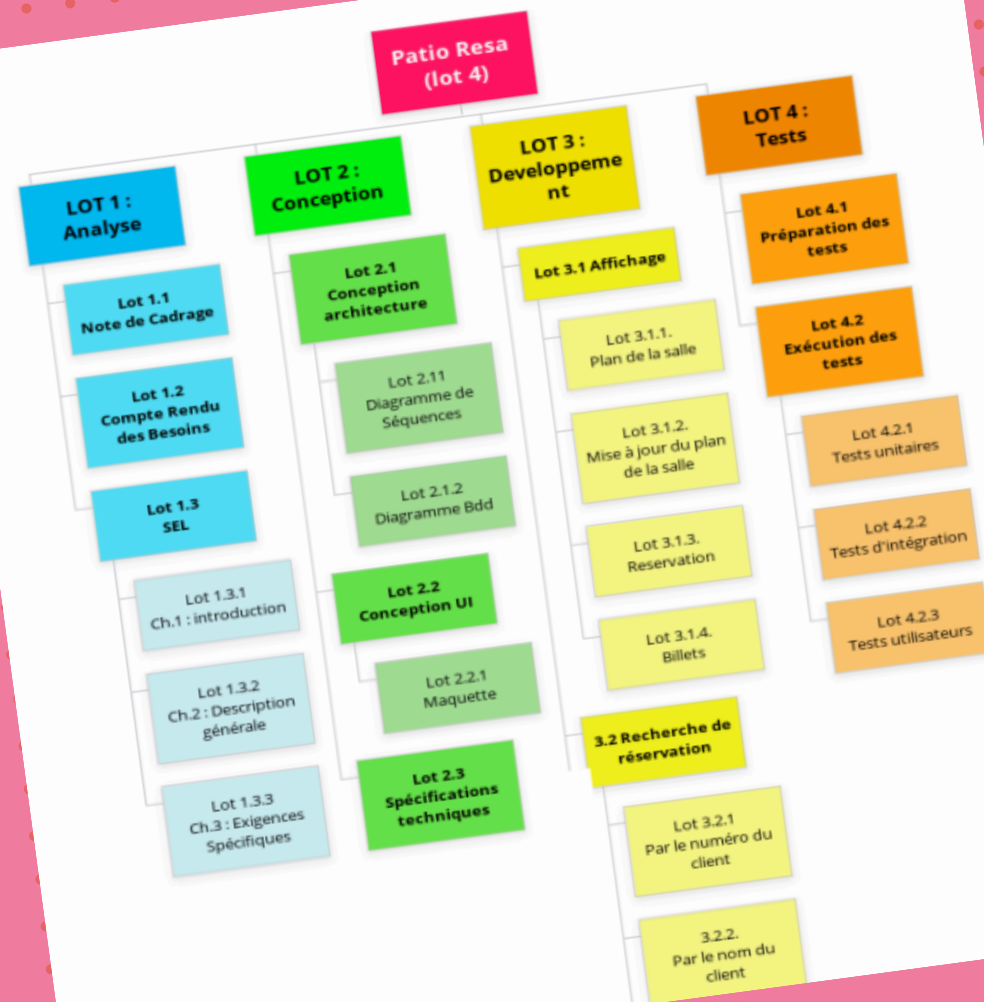 Patio Resa
(lot 4)
LOT 1 :
Analyse
Lot 1.1
Note de Cadrage
Lot 1.2
Compte Rendu
des Besoins
Lot 1.3
SEL
Lot 1.3.1
Ch.1 : introduction
Lot 1.3.2
Ch.2 : Description
générale
Lot 1.3.3
Ch.3 : Exigences
Spécifiques
LOT 2 :
Conception
Lot 2.1
Conception
architecture
Lot 2.11
Diagramme de
Séquences
Lot 2.1.2
Diagramme Bdd
Lot 2.2
Conception UI
Lot 2.2.1
Maquette
Lot 2.3
Spécifications
techniques
LOT 3 :
Developpeme
nt
Lot 3.1 Affichage
Lot 3.1.1.
Plan de la salle
Lot 3.1.2.
Mise à jour du plan
de la salle
Lot 3.1.3.
Reservation
Lot 3.1.4.
Billets
3.2 Recherche de
réservation
Lot 3.2.1
Par le numéro du
client
3.2.2.
Par le nom du
client
LOT 4 :
Tests
Lot 4.1
Préparation des
tests
Lot 4.2
Exécution des
tests
Lot 4.2.1
Tests unitaires
Lot 4.2.2
Tests d'intégration
Lot 4.2.3
Tests utilisateurs